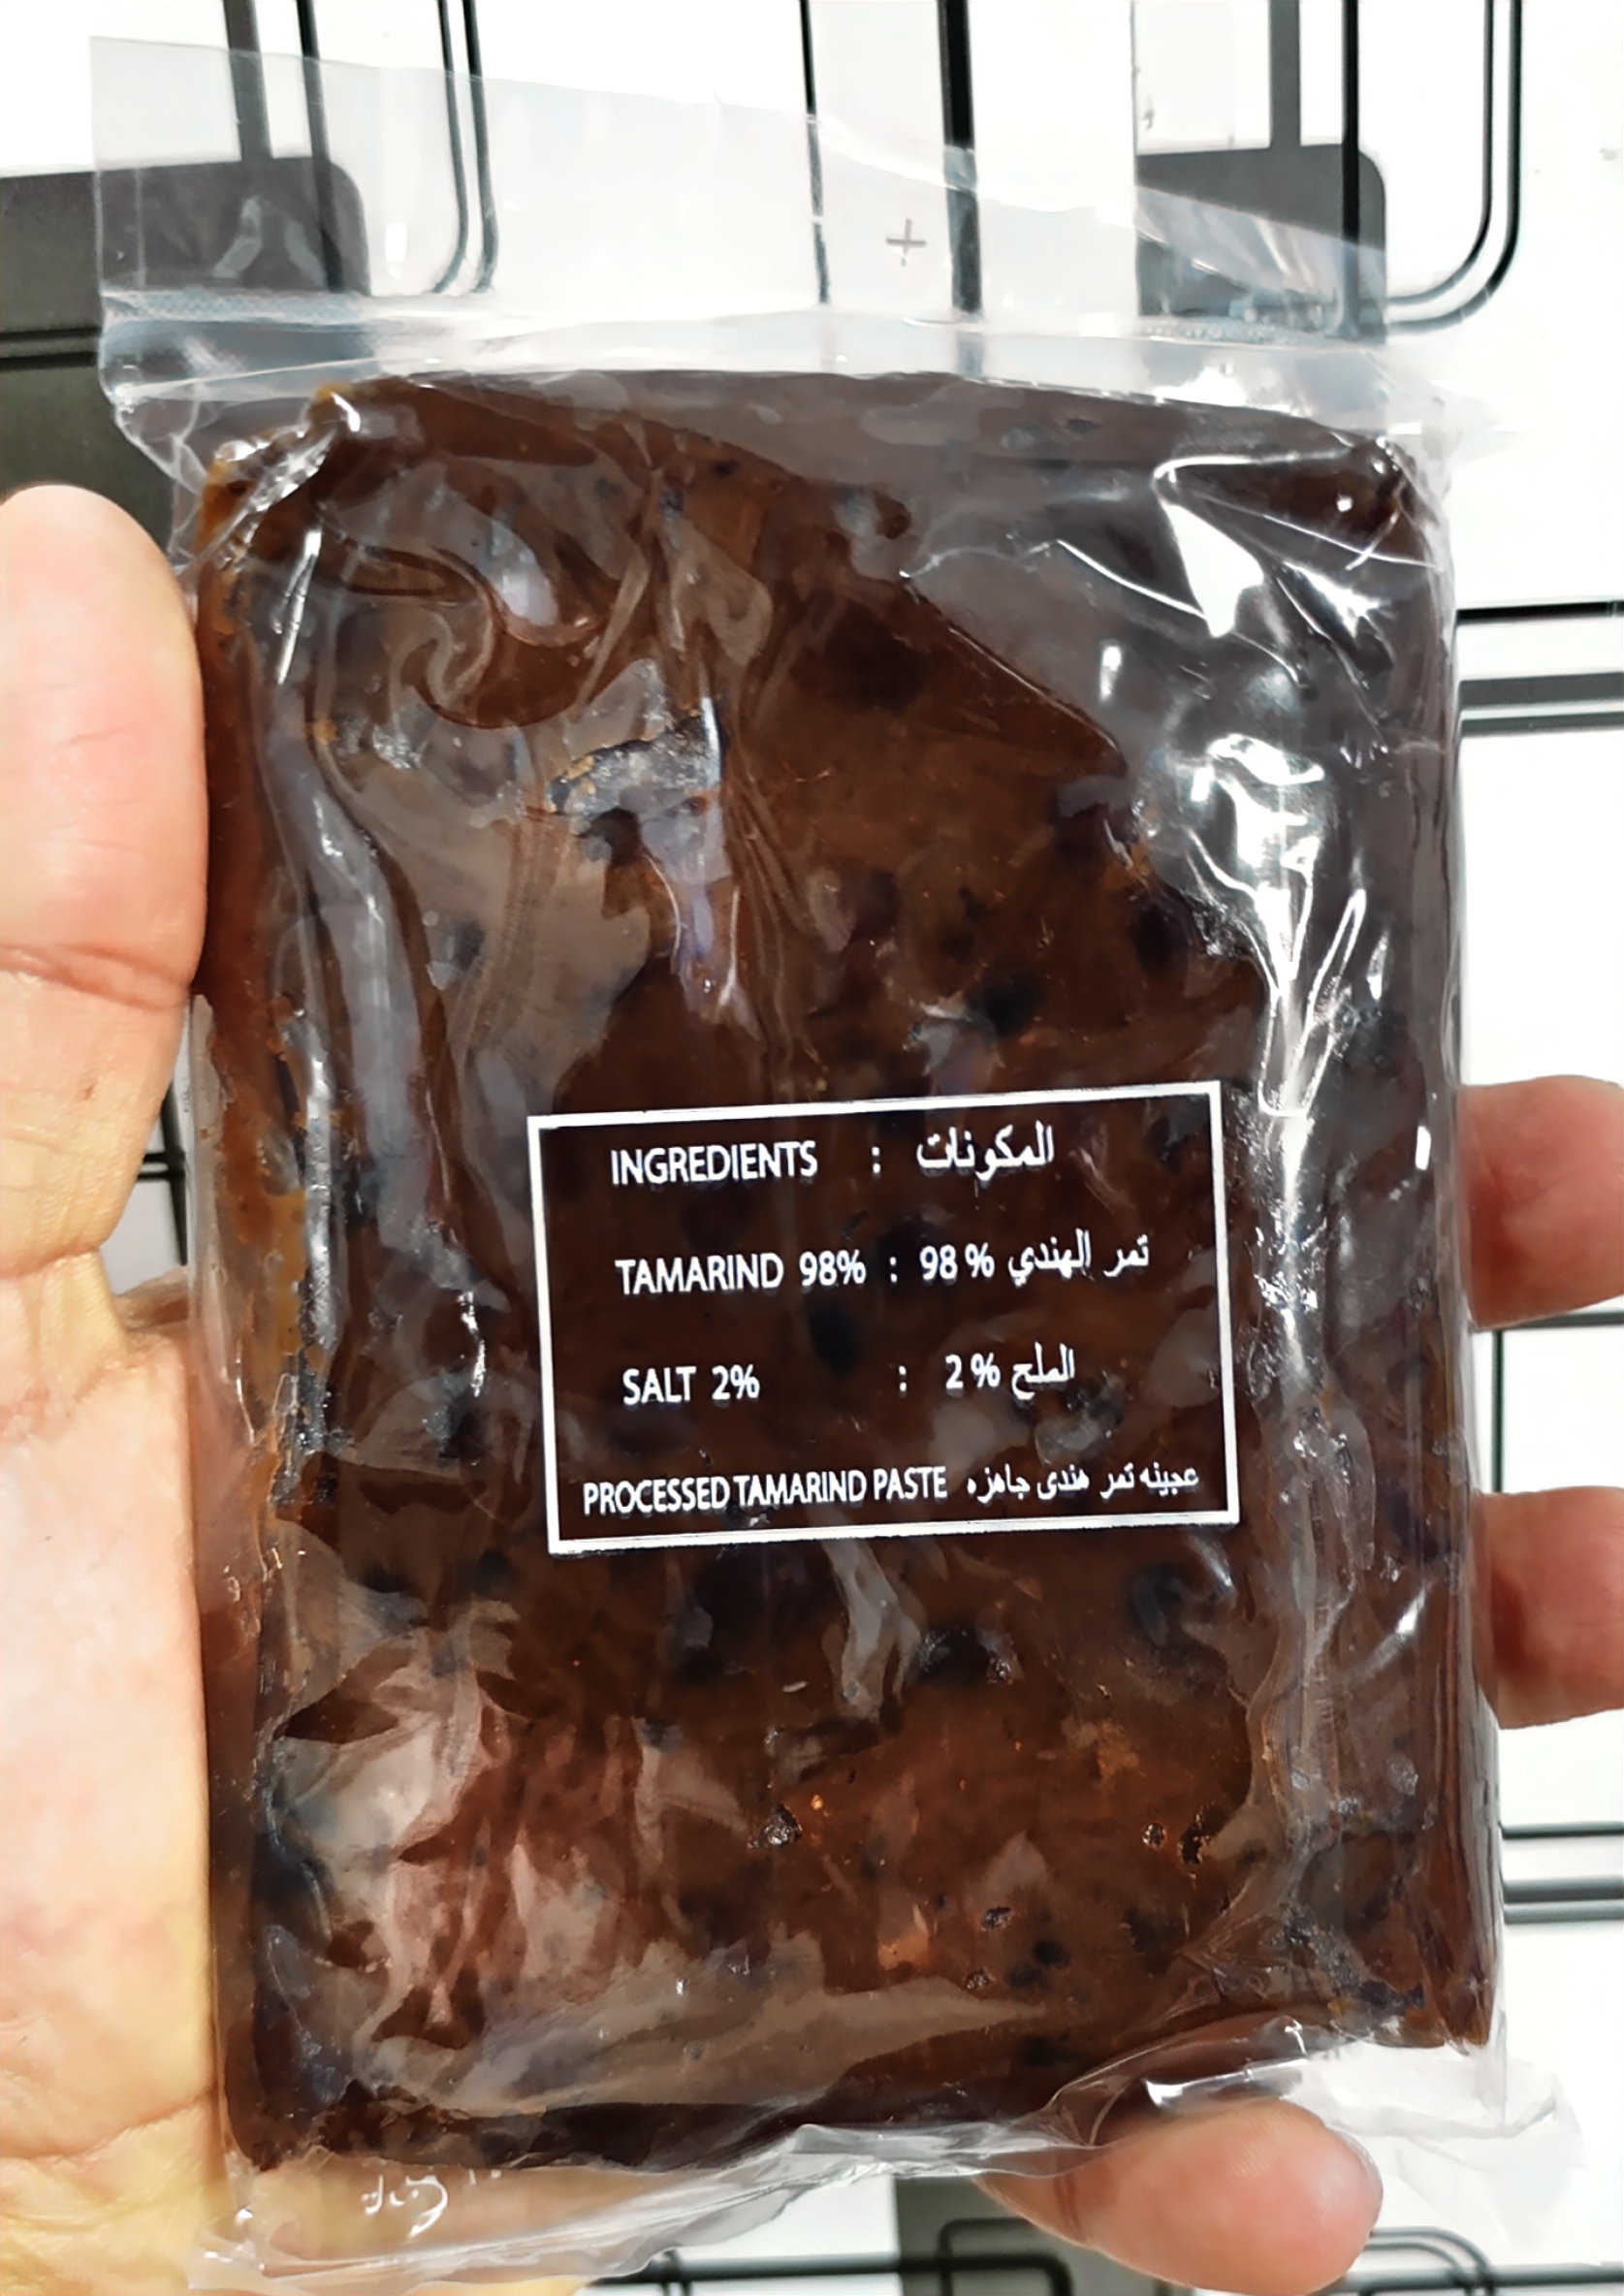 INGREDIENTS : المكونات
TAMARIND 98% : 98% تمر الهندي
SALT 2% : 2% الملح
PROCESSED TAMARIND PASTE عجينه تمر هندى جاهزه